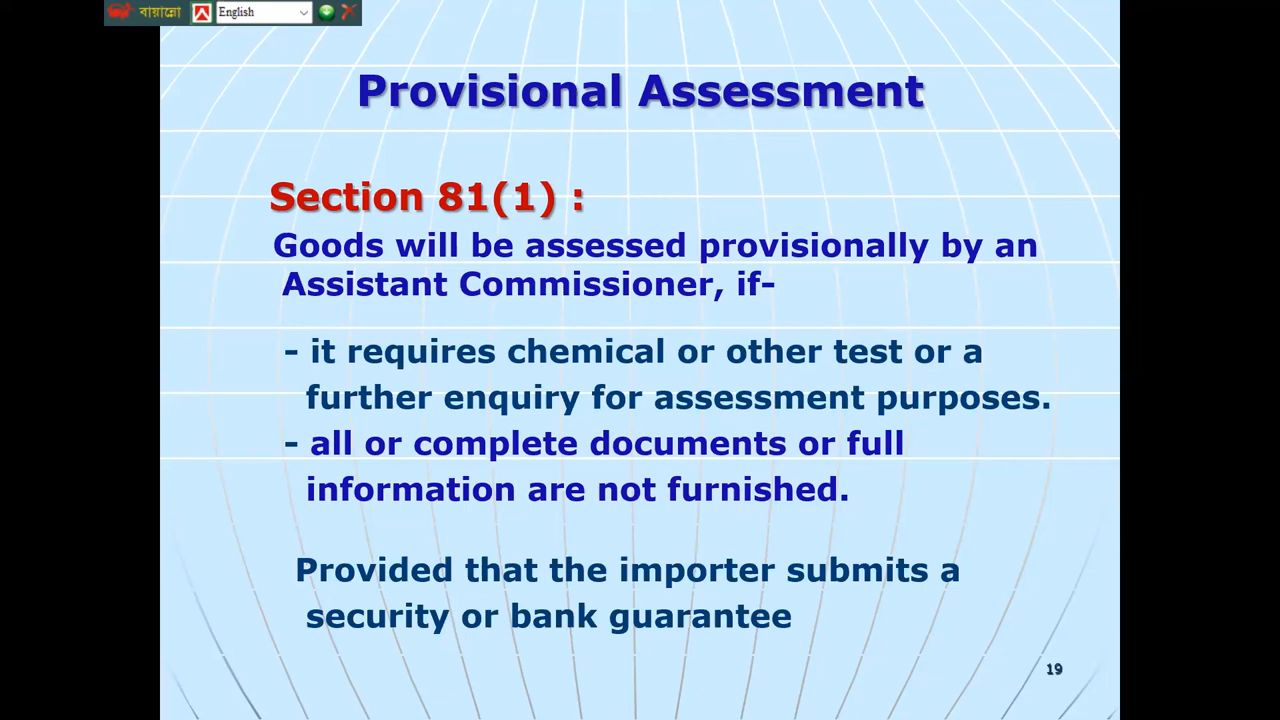 বায়ান্নো English
Provisional Assessment
Section 81(1) :
Goods will be assessed provisionally by an
Assistant Commissioner, if-
- it requires chemical or other test or a
further enquiry for assessment purposes.
- all or complete documents or full
information are not furnished.
Provided that the importer submits a
security or bank guarantee
19